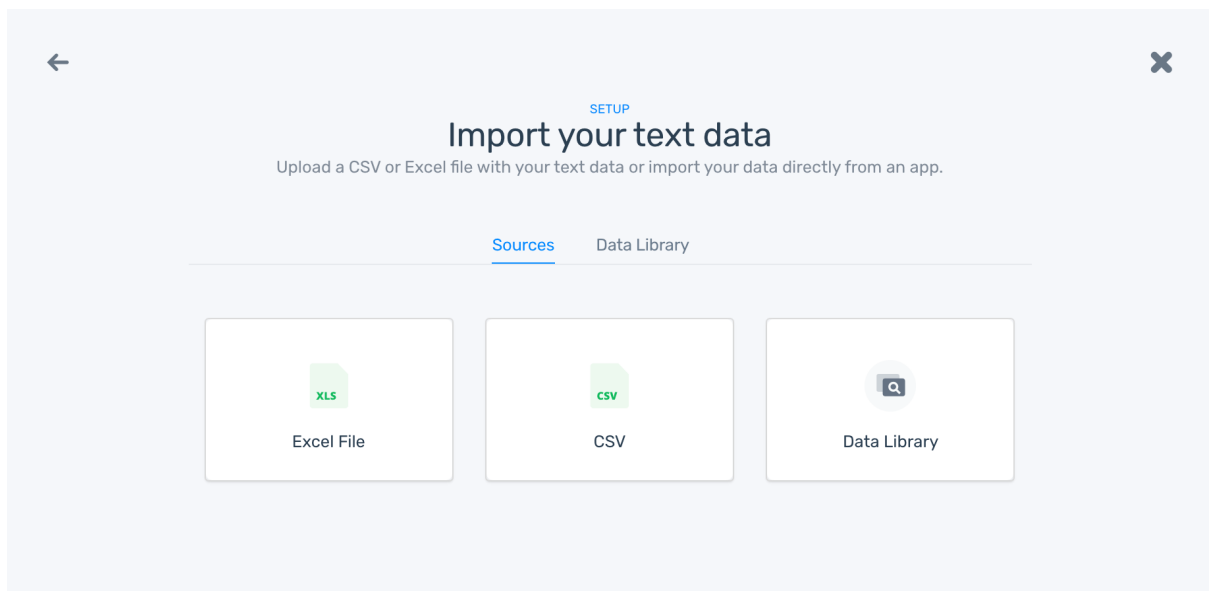 SETUP
Import your text data
Upload a CSV or Excel file with your text data or import your data directly from an app.
Sources Data Library
XLS CSV
Excel File CSV Data Library